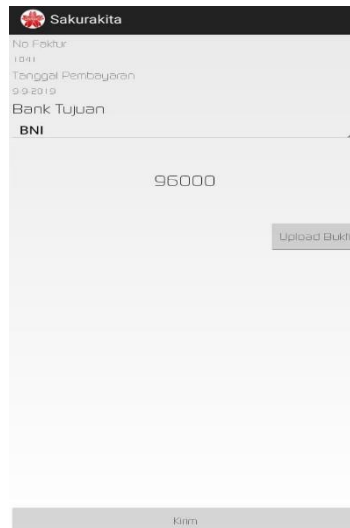 Sakurakita
No Faktur
1041
Tanggal Pembayaran
9-9-2019
Bank Tujuan
BNI
96000
Upload Bukti
Kirim